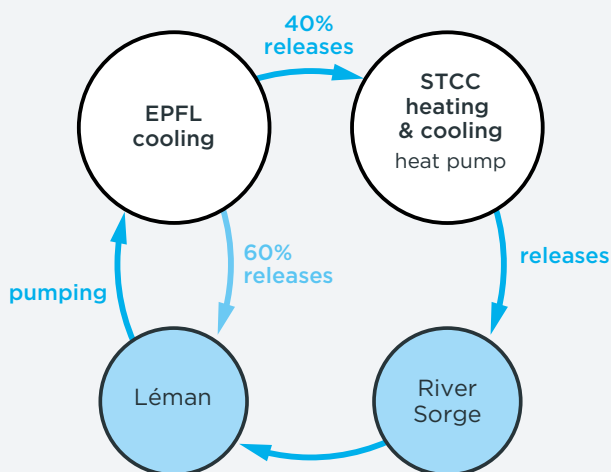 40%
releases
EPFL
cooling
STCC
heating
& cooling
heat pump
60%
releases
releases
pumping
Léman
River
Sorge